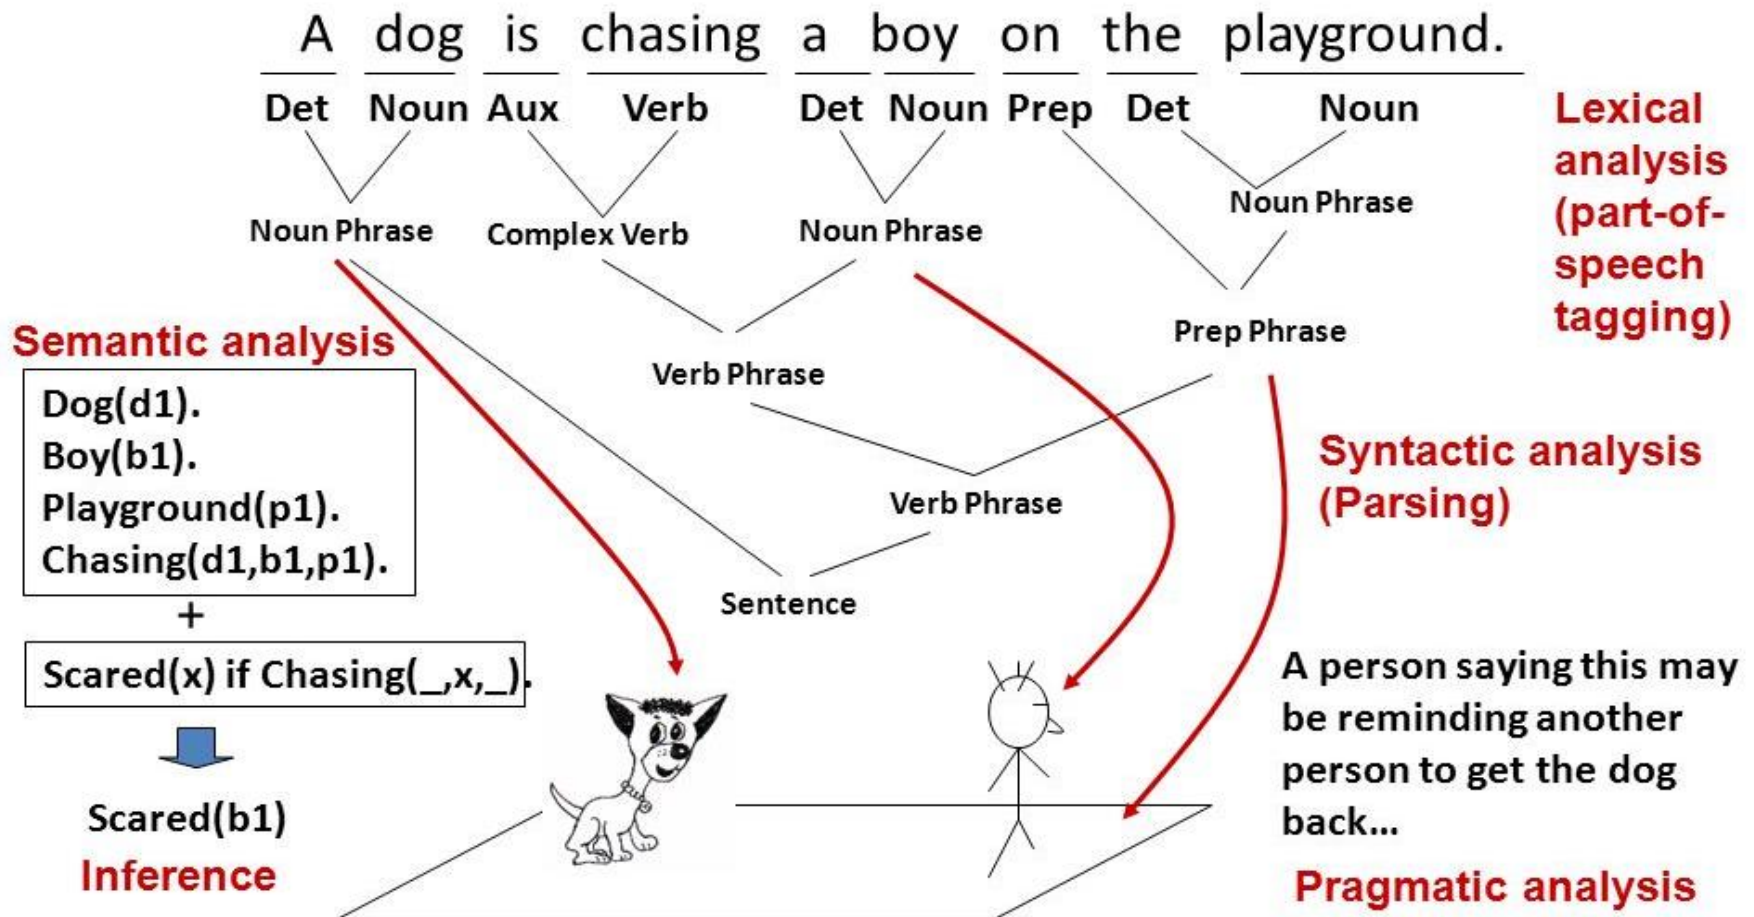 A dog is chasing a boy on the playground.
Det Noun Aux Verb Det Noun Prep Det Noun
Lexical
analysis
(part-of-
speech
tagging)
Noun Phrase
Noun Phrase Complex Verb Noun Phrase
Prep Phrase
Semantic analysis
Verb Phrase
Dog(d1).
Boy(b1).
Playground(p1).
Chasing(d1,b1,p1).
+
Scared(x) if Chasing(_,x,_).
Scared(b1)
Inference
Syntactic analysis
(Parsing)
Verb Phrase
Sentence
A person saying this may
be reminding another
person to get the dog
back...
Pragmatic analysis